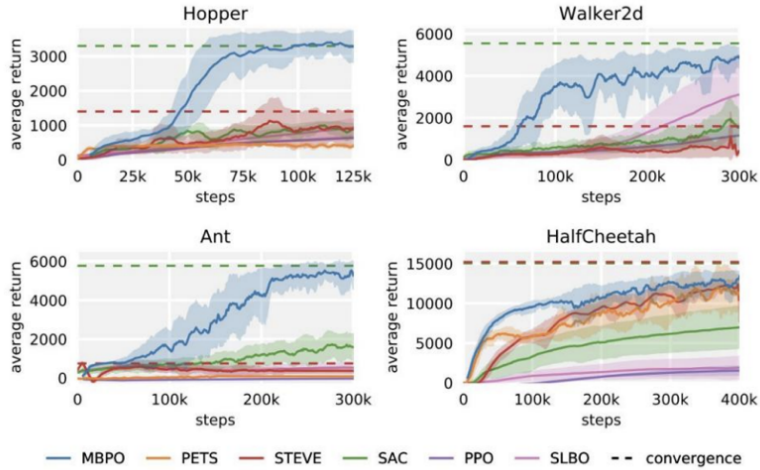 Hopper
average return
3000
2000
1000
0
0 25k 50k 75k 100k 125k
steps
Walker2d
average return
6000
4000
2000
0
100k 200k 300k
steps
Ant
average return
6000
4000
2000
0
0 100k 200k 300k
steps
HalfCheetah
average return
15000
10000
5000
0
0 100k 200k 300k 400k
steps
MBPO PETS STEVE SAC PPO SLBO convergence